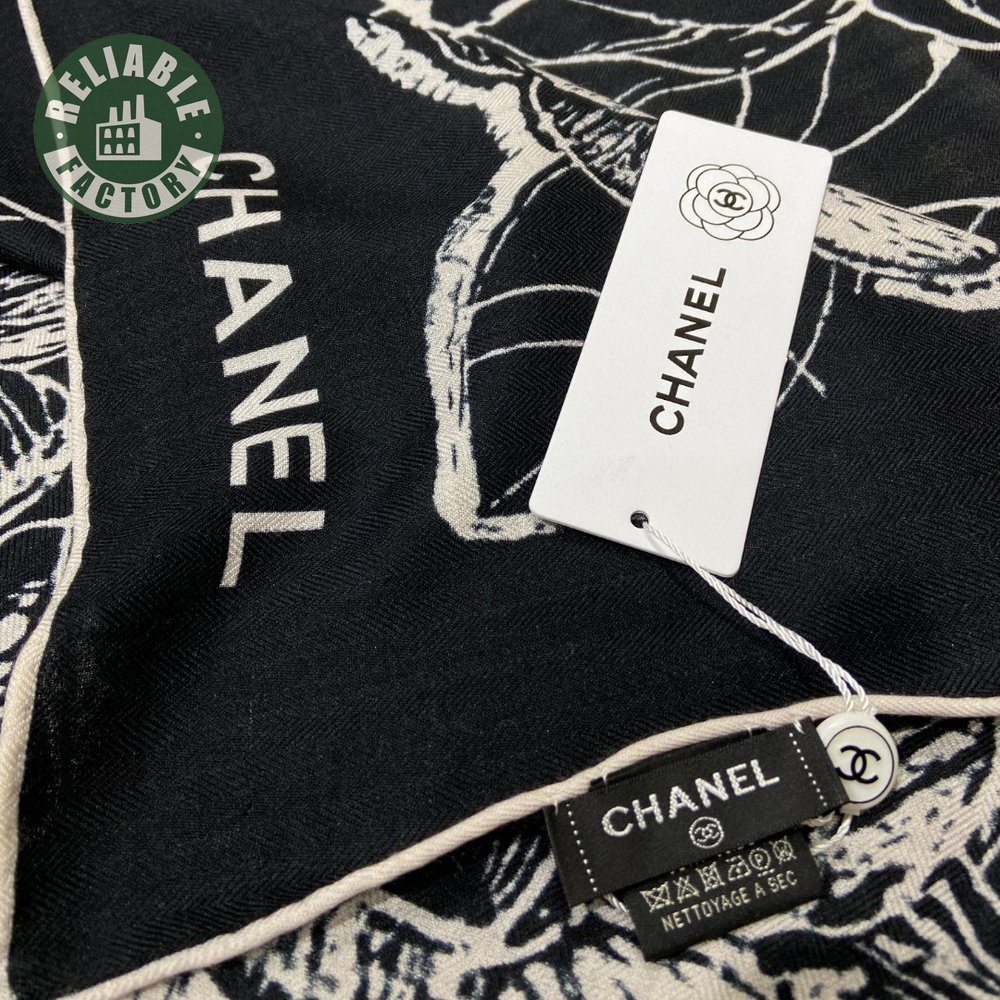 RELIABLE
FACTORY
CHANEL
CHANEL
CHANEL
NETTOYAGE A SEC